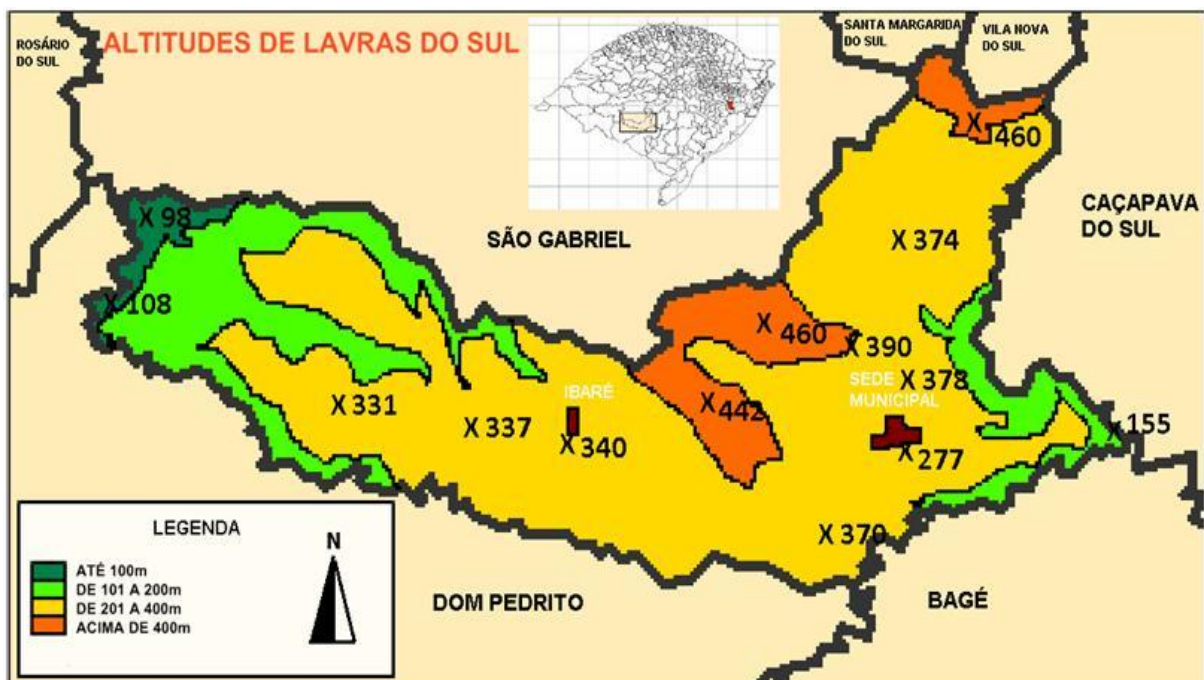 ROSÁRIO
DO SUL
ALTITUDES DE LAVRAS DO SUL
SANTA MARGARIDA
DO SUL
VILA NOVA
DO SUL
X 460
X 98
SÃO GABRIEL
X 374
CAÇAPAVA
DO SUL
X 108
X 460
X 390
X 331
X 337
IBARÉ
X 340
X 442
SEDE
X 378
MUNICIPAL
X 277
X 155
X 370
DOM PEDRITO
BAGÉ
LEGENDA
N
ATÉ 100m
DE 101 A 200m
DE 201 A 400m
ACIMA DE 400m